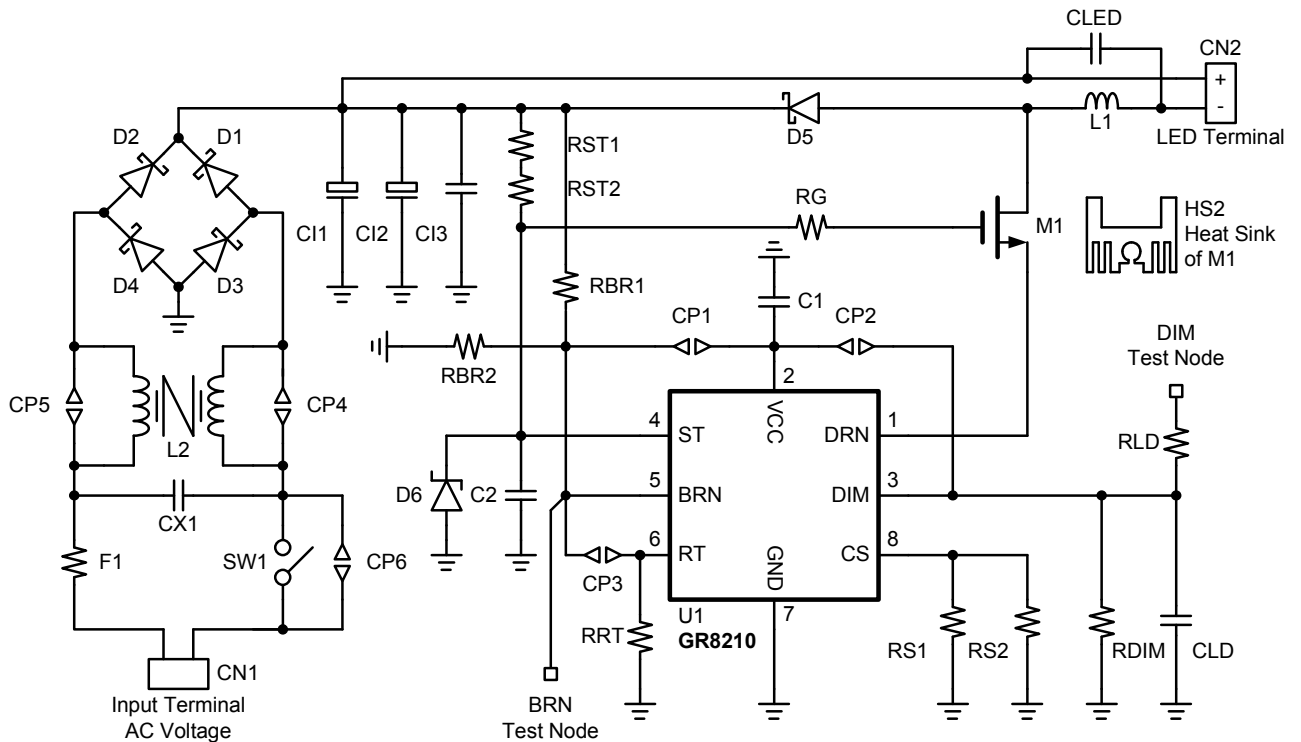 CLED
CN2
+
-
D5
L1
LED Terminal
D2
D1
RST1
RST2
CI1
CI2
CI3
RG
M1
HS2
Heat Sink
of M1
D4
D3
RBR1
C1
CP1
CP2
RBR2
DIM
Test Node
CP5
CP4
L2
2
VCC
4
ST
DRN
1
RLD
D6
C2
5
BRN
DIM
3
CX1
F1
SW1
CP6
6
RT
GND
CS
8
CP3
U1
GR8210
7
RRT
RS1
RS2
RDIM
CLD
CN1
Input Terminal
AC Voltage
BRN
Test Node